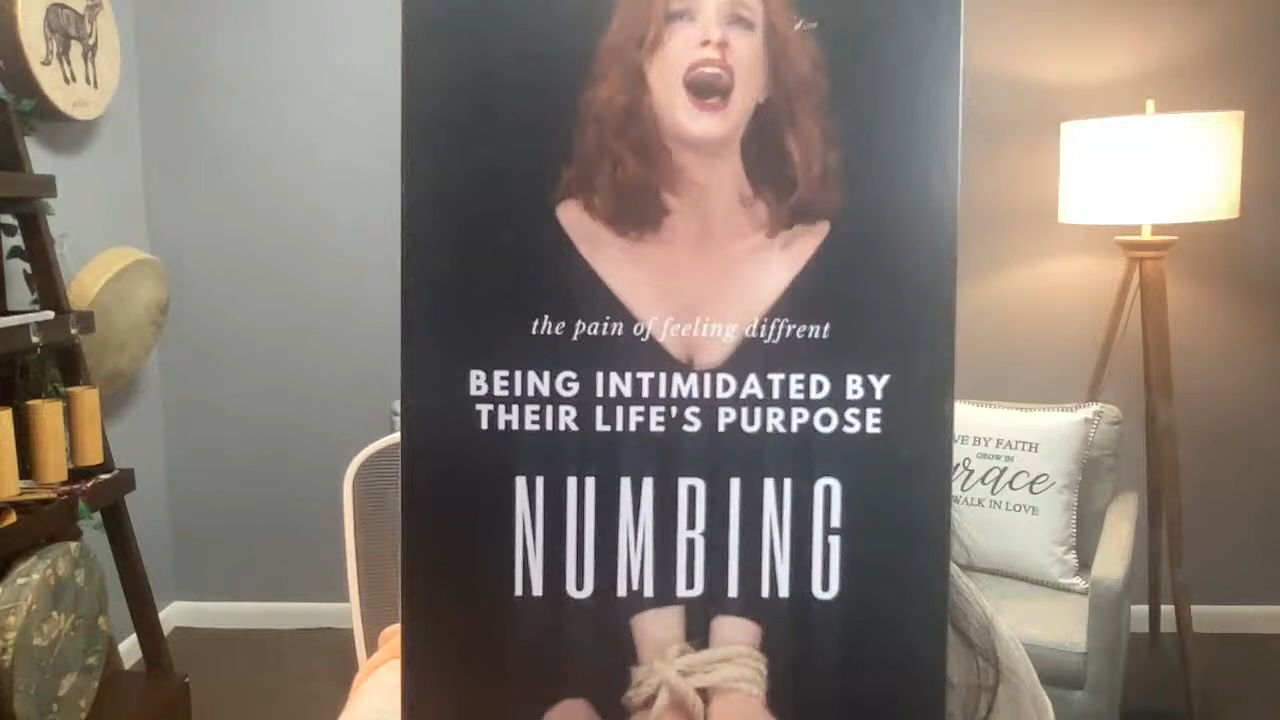 the pain of feeling diffrent
BEING INTIMIDATED BY
THEIR LIFE'S PURPOSE
NUMBING
VE BY FAITH
GROW IN
grace
WALK IN LOVE